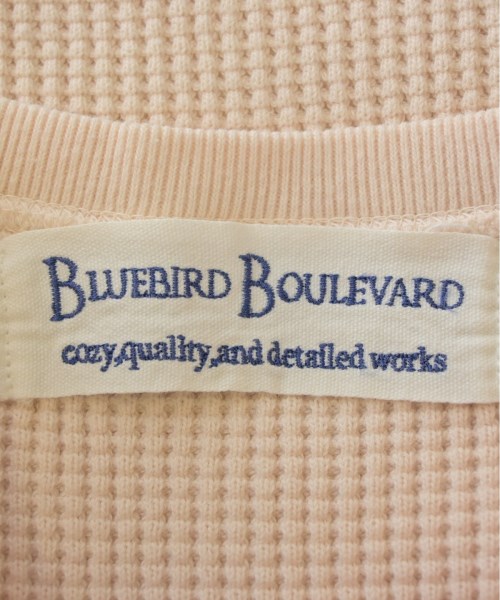 BLUEBIRD BOULEVARD
cozy,quality,and detailed works